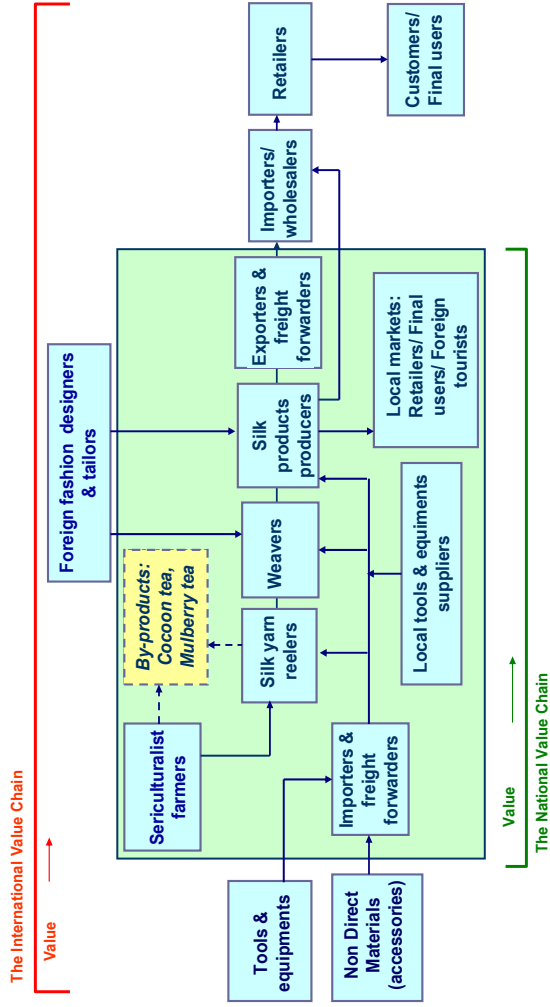 The International Value Chain
Value
Foreign fashion  designers
& tailors
By-products:
Cocoon tea,
Mulberry tea
Sericulturalist
farmers
Silk yarn
reelers
Weavers
Silk
products
producers
Exporters &
freight
forwarders
Importers/
wholesalers
Retailers
Customers/
Final users
Tools &
equipments
Non Direct
Materials
(accessories)
Importers &
freight
forwarders
Local tools & equiments
suppliers
Local markets:
Retailers/ Final
users/ Foreign
tourists
Value
The National Value Chain